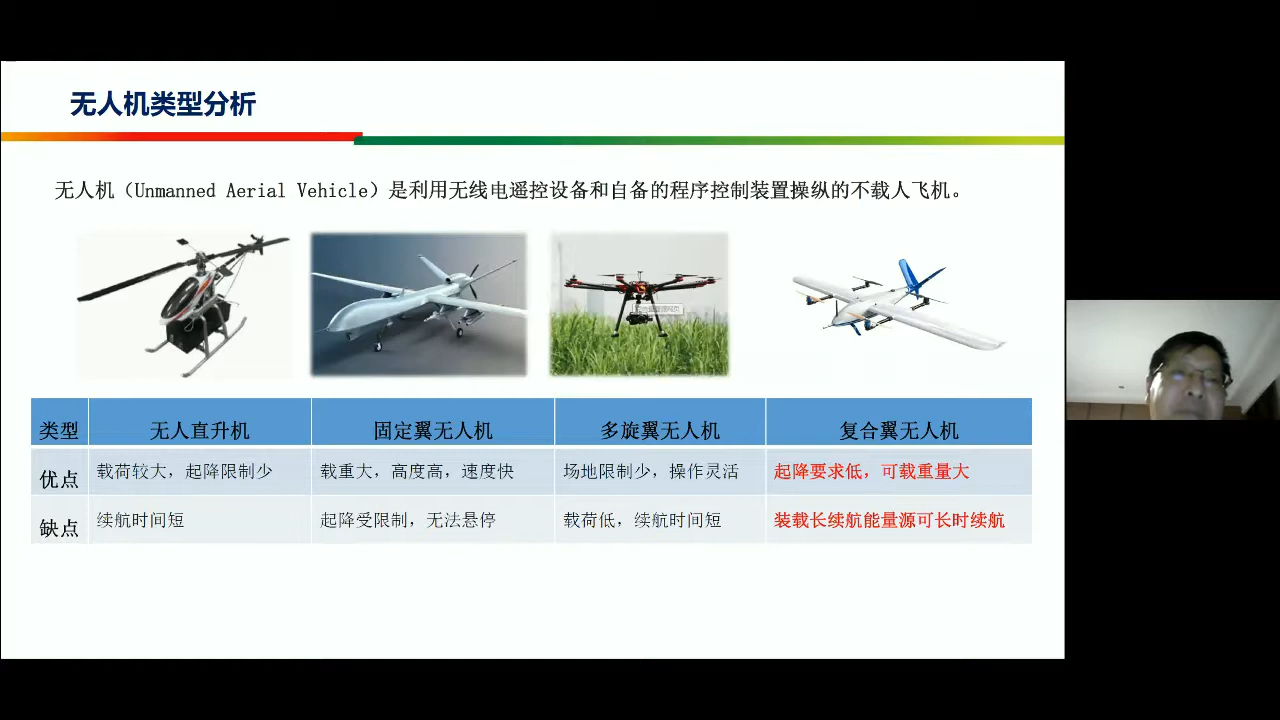 无人机类型分析
无人机（Unmanned Aerial Vehicle）是利用无线电遥控设备和自备的程序控制装置操纵的不载人飞机。
类型 无人直升机 固定翼无人机 多旋翼无人机 复合翼无人机
优点 载荷较大，起降限制少 载重大，高度高，速度快 场地限制少，操作灵活 起降要求低，可载重量大
缺点 续航时间短 起降受限制，无法悬停 载荷低，续航时间短 装载长续航能量源可长时续航